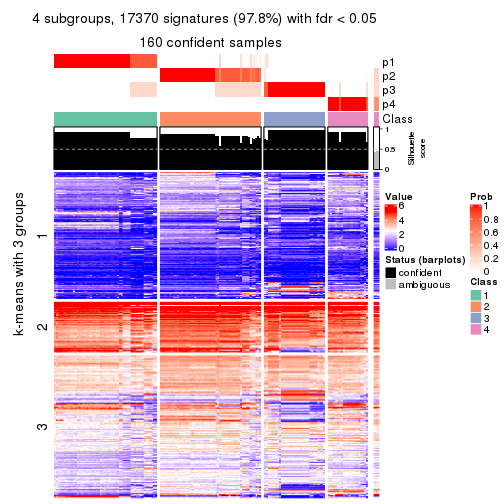 4 subgroups, 17370 signatures (97.8%) with fdr < 0.05
160 confident samples
p1
p2
p3
p4
Class
1
0.5
0
Silhouette
score
k-means with 3 groups
1
2
3
Value
6
4
2
0
Status (barplots)
confident
ambiguous
Prob
1
0.8
0.6
0.4
0.2
0
Class
1
2
3
4